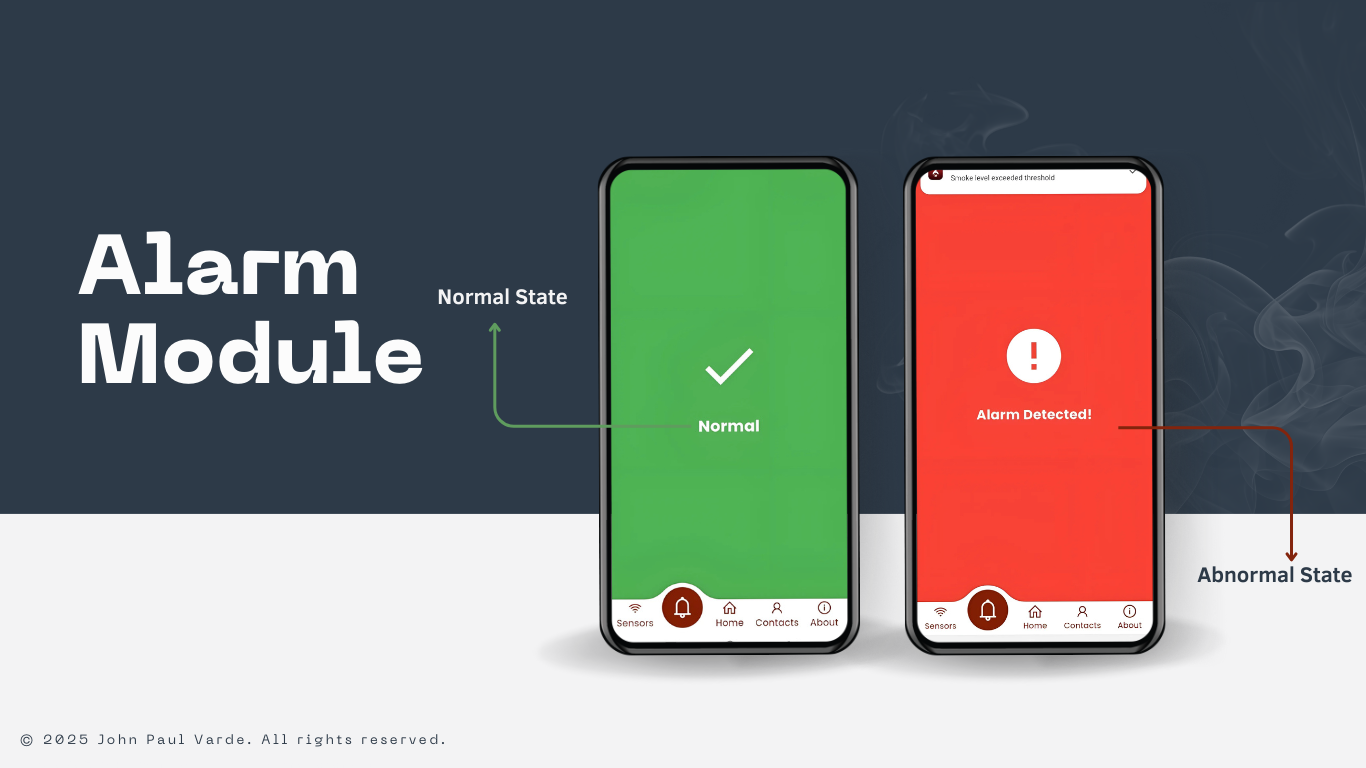 Alarm
Module
Normal State
Normal
Sensors
Home
Contacts
About
Smoke level exceeded threshold
Alarm Detected!
Sensors
Home
Contacts
About
Abnormal State
© 2025 John Paul Varde. All rights reserved.